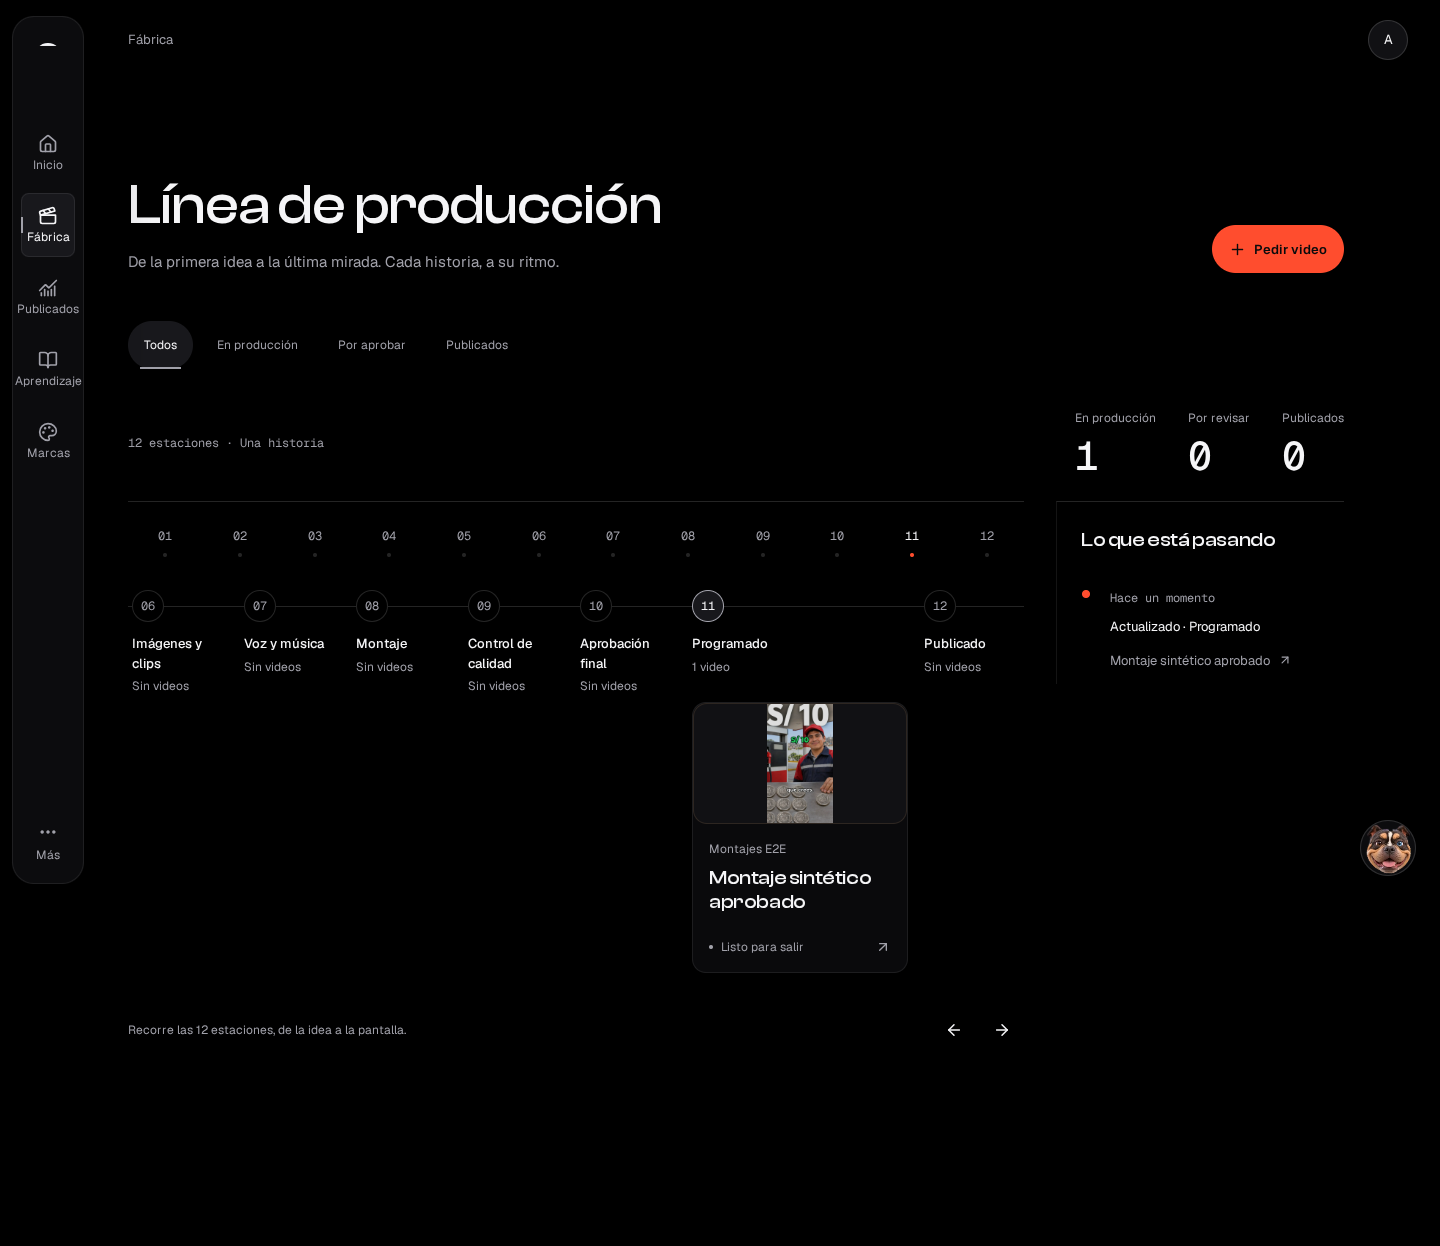 Fábrica
A
Inicio
Fábrica
Publicados
Aprendizaje
Marcas
Más
Línea de producción
De la primera idea a la última mirada. Cada historia, a su ritmo.
Pedir video
Todos
En producción
Por aprobar
Publicados
12 estaciones · Una historia
En producción
1
Por revisar
0
Publicados
0
01 02 03 04 05 06 07 08 09 10 11 12
06
Imágenes y
clips
Sin videos
07
Voz y música
Sin videos
08
Montaje
Sin videos
09
Control de
calidad
Sin videos
10
Aprobación
final
Sin videos
11
Programado
1 video
12
Publicado
Sin videos
S/ 10
S/ 10
que crees
Montajes E2E
Montaje sintético
aprobado
Listo para salir
Lo que está pasando
Hace un momento
Actualizado · Programado
Montaje sintético aprobado
Recorre las 12 estaciones, de la idea a la pantalla.